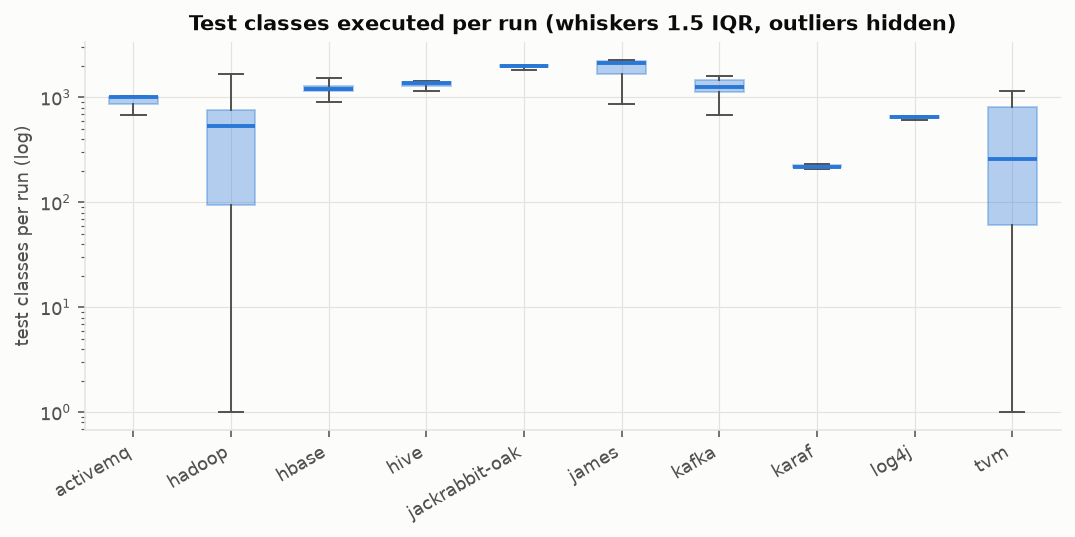 Test classes executed per run (whiskers 1.5 IQR, outliers hidden)
test classes per run (log)
10³
10²
10¹
10⁰
activemq
hadoop
hbase
hive
jackrabbit-oak
james
kafka
karaf
log4j
tvm